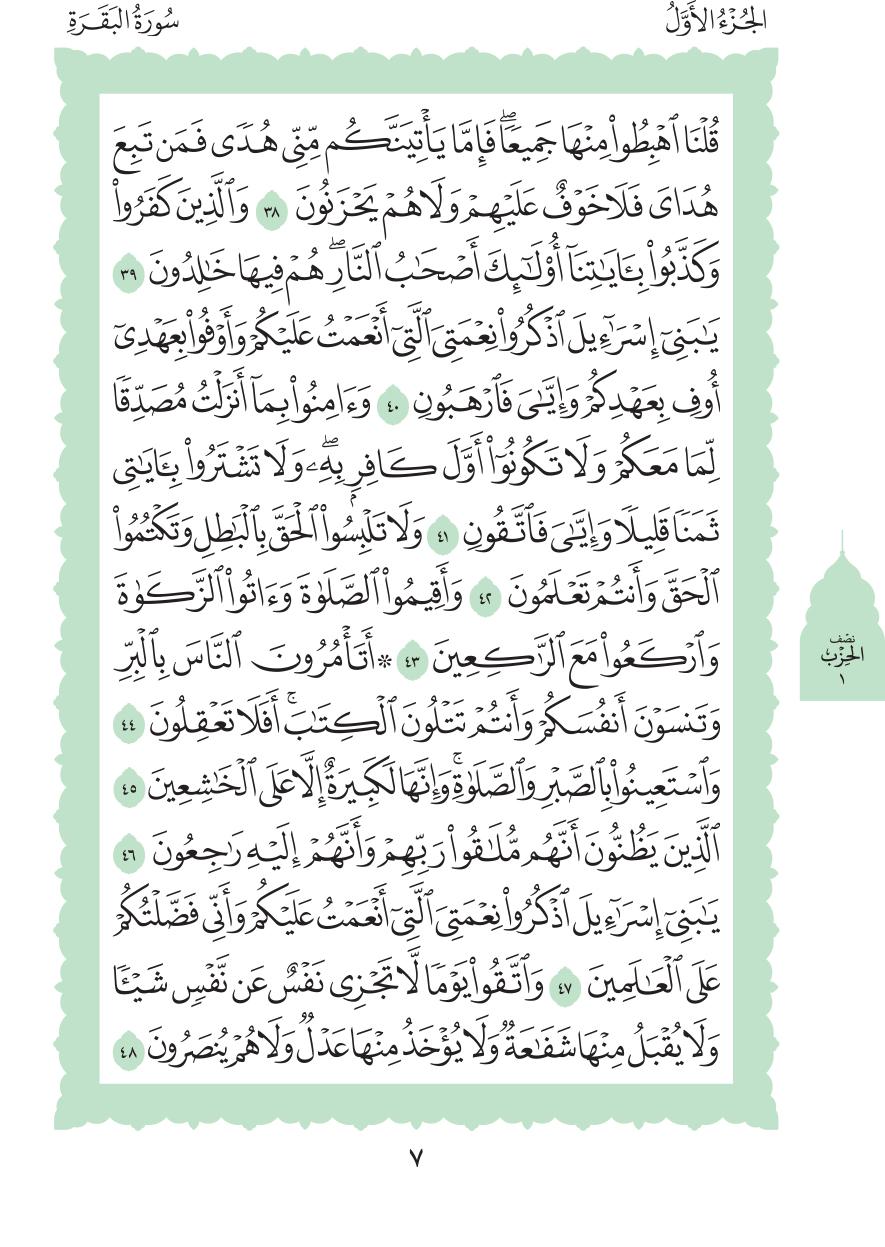 الجُزْءُ الأَوَّلُ
سُورَةُ البَقَرَةِ
قُلْنَا ٱهْبِطُوا۟ مِنْهَا جَمِيعًۭا ۖ فَإِمَّا يَأْتِيَنَّكُم مِّنِّى هُدًۭى فَمَن تَبِعَ
هُدَاىَ فَلَا خَوْفٌ عَلَيْهِمْ وَلَا هُمْ يَحْزَنُونَ ٣٨ وَٱلَّذِينَ كَفَرُوا۟
وَكَذَّبُوا۟ بِـَٔايَـٰتِنَآ أُو۟لَـٰٓئِكَ أَصْحَـٰبُ ٱلنَّارِ ۖ هُمْ فِيهَا خَـٰلِدُونَ ٣٩
يَـٰبَنِىٓ إِسْرَٰٓءِيلَ ٱذْكُرُوا۟ نِعْمَتِىَ ٱلَّتِىٓ أَنْعَمْتُ عَلَيْكُمْ وَأَوْفُوا۟ بِعَهْدِىٓ
أُوفِ بِعَهْدِكُمْ وَإِيَّـٰىَ فَٱرْهَبُونِ ٤٠ وَءَامِنُوا۟ بِمَآ أَنزَلْتُ مُصَدِّقًۭا
لِّمَا مَعَكُمْ وَلَا تَكُونُوٓا۟ أَوَّلَ كَافِرٍۭ بِهِۦ ۖ وَلَا تَشْتَرُوا۟ بِـَٔايَـٰتِى
ثَمَنًۭا قَلِيلًۭا وَإِيَّـٰىَ فَٱتَّقُونِ ٤١ وَلَا تَلْبِسُوا۟ ٱلْحَقَّ بِٱلْبَـٰطِلِ وَتَكْتُمُوا۟
ٱلْحَقَّ وَأَنتُمْ تَعْلَمُونَ ٤٢ وَأَقِيمُوا۟ ٱلصَّلَوٰةَ وَءَاتُوا۟ ٱلزَّكَوٰةَ
وَٱرْكَعُوا۟ مَعَ ٱلرَّٰكِعِينَ ٤٣ * أَتَأْمُرُونَ ٱلنَّاسَ بِٱلْبِرِّ
وَتَنسَوْنَ أَنفُسَكُمْ وَأَنتُمْ تَتْلُونَ ٱلْكِتَـٰبَ ۚ أَفَلَا تَعْقِلُونَ ٤٤
وَٱسْتَعِينُوا۟ بِٱلصَّبْرِ وَٱلصَّلَوٰةِ ۚ وَإِنَّهَا لَكَبِيرَةٌ إِلَّا عَلَى ٱلْخَـٰشِعِينَ ٤٥
ٱلَّذِينَ يَظُنُّونَ أَنَّهُم مُّلَـٰقُوا۟ رَبِّهِمْ وَأَنَّهُمْ إِلَيْهِ رَٰجِعُونَ ٤٦
يَـٰبَنِىٓ إِسْرَٰٓءِيلَ ٱذْكُرُوا۟ نِعْمَتِىَ ٱلَّتِىٓ أَنْعَمْتُ عَلَيْكُمْ وَأَنِّى فَضَّلْتُكُمْ
عَلَى ٱلْعَـٰلَمِينَ ٤٧ وَٱتَّقُوا۟ يَوْمًۭا لَّا تَجْزِى نَفْسٌ عَن نَّفْسٍۢ شَيْـًۭٔا
وَلَا يُقْبَلُ مِنْهَا شَفَـٰعَةٌۭ وَلَا يُؤْخَذُ مِنْهَا عَدْلٌۭ وَلَا هُمْ يُنصَرُونَ ٤٨
نصْف
الحِزْب
١
٧